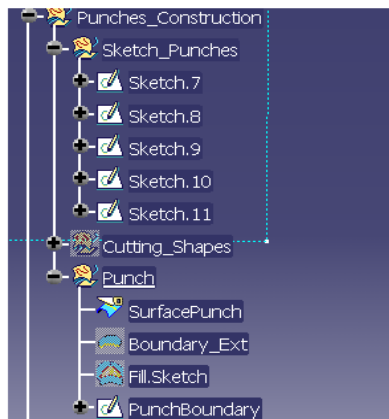 Punches_Construction
Sketch_Punches
Sketch.7
Sketch.8
Sketch.9
Sketch.10
Sketch.11
Cutting_Shapes
Punch
SurfacePunch
Boundary_Ext
Fill.Sketch
PunchBoundary